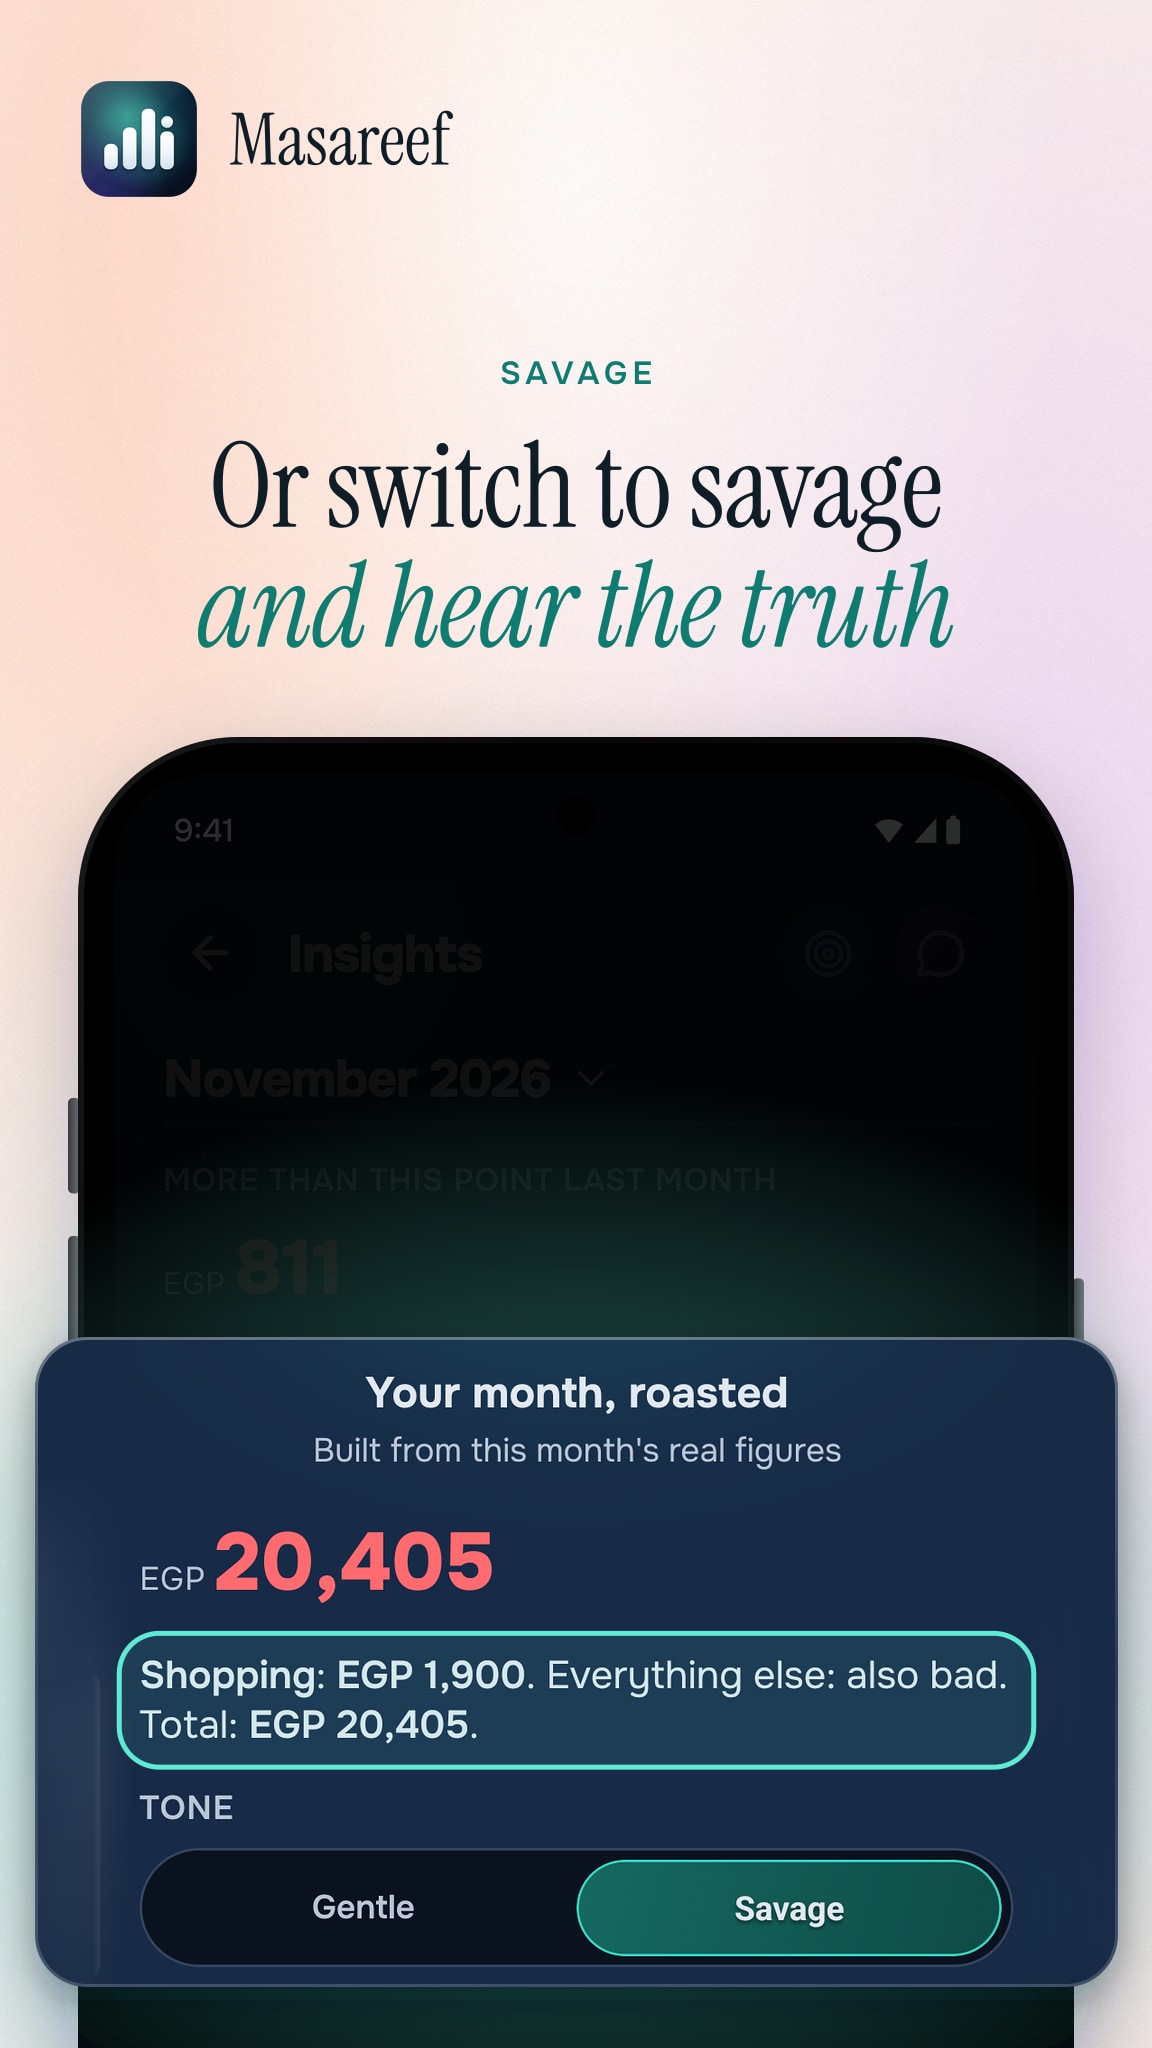 Masareef
SAVAGE
Or switch to savage
and hear the truth
9:41
Insights
November 2026
MORE THAN THIS POINT LAST MONTH
EGP 811
Your month, roasted
Built from this month's real figures
EGP 20,405
Shopping: EGP 1,900. Everything else: also bad.
Total: EGP 20,405.
TONE
Gentle Savage